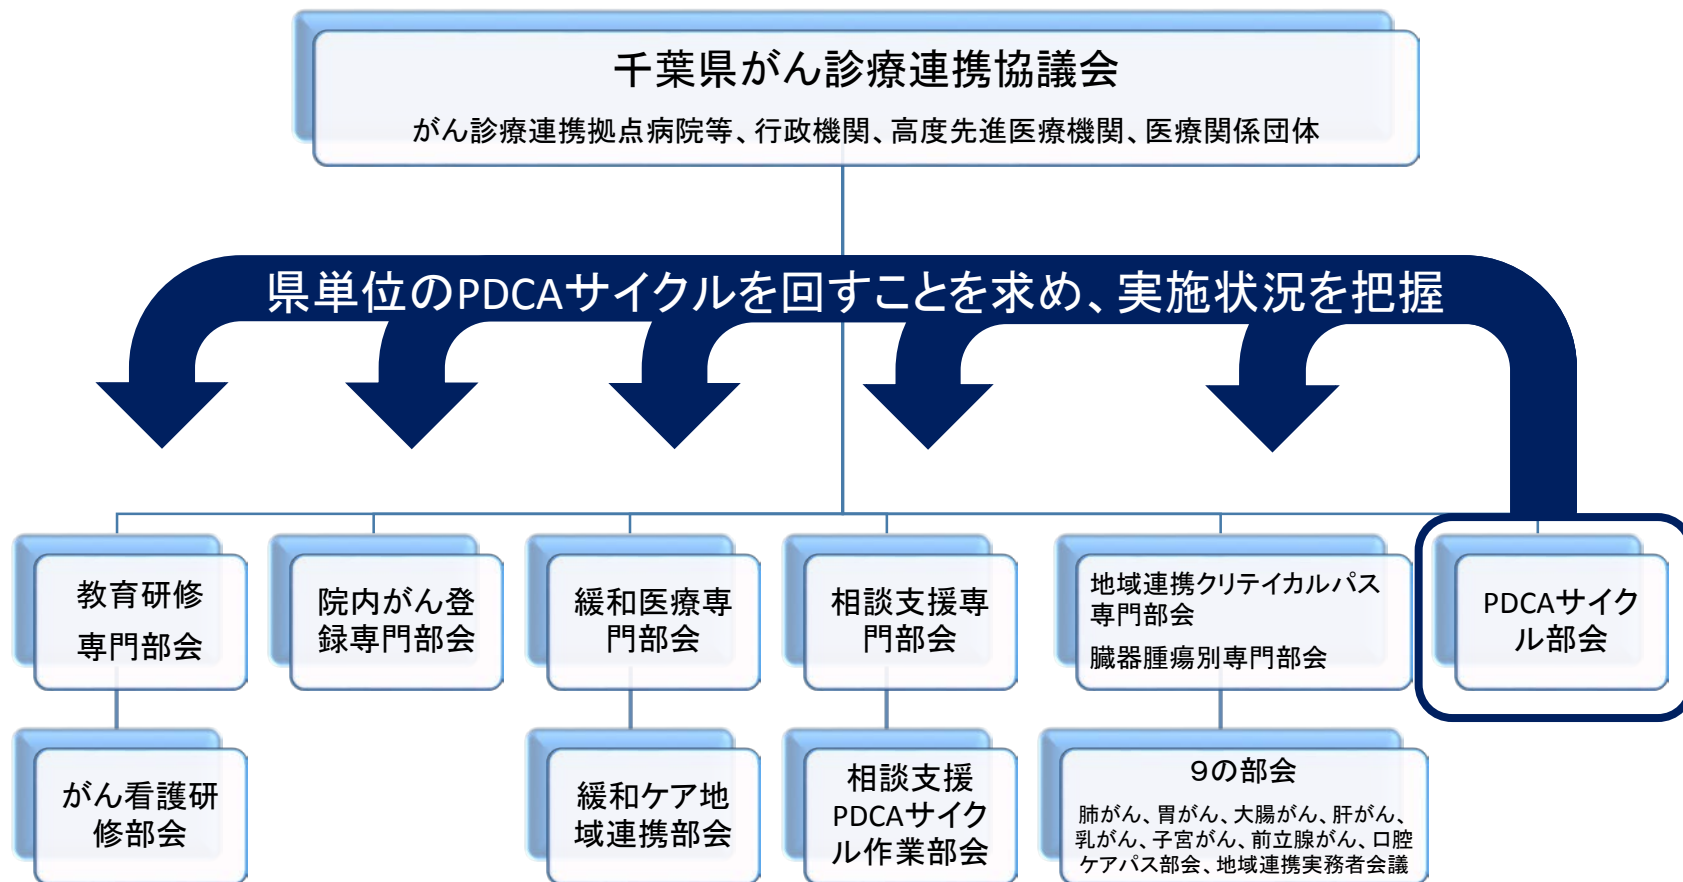 千葉県がん診療連携協議会
がん診療連携拠点病院等、行政機関、高度先進医療機関、医療関係団体
県単位のPDCAサイクルを回すことを求め、実施状況を把握
教育研修
専門部会
院内がん登
録専門部会
緩和医療専
門部会
相談支援専
門部会
地域連携クリテイカルパス
専門部会
臓器腫瘍別専門部会
PDCAサイク
ル部会
がん看護研
修部会
緩和ケア地
域連携部会
相談支援
PDCAサイク
ル作業部会
9の部会
肺がん、胃がん、大腸がん、肝がん、
乳がん、子宮がん、前立腺がん、口腔
ケアパス部会、地域連携実務者会議